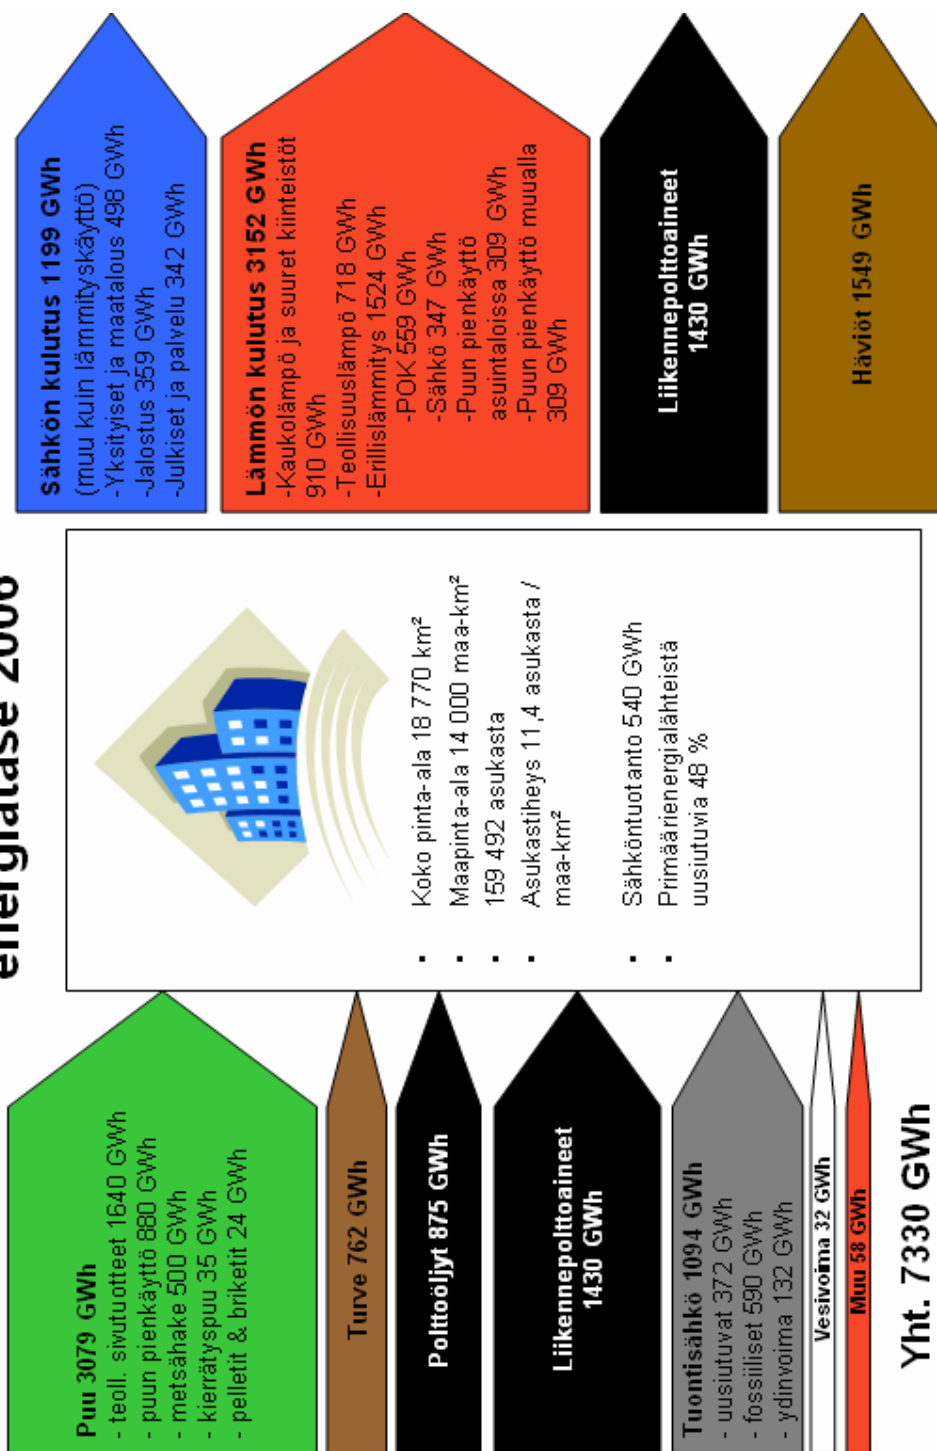 energiatase 2006
Puu 3079 GWh
- teoll. sivutuotteet 1640 GWh
- puun pienkäyttö 880 GWh
- metsähake 500 GWh
- kierrätyspuu 35 GWh
- pelletit & briketit 24 GWh
Turve 762 GWh
Polttoöljyt 875 GWh
Liikennepolttoaineet
1430 GWh
Tuontisähkö 1094 GWh
- uusiutuvat 372 GWh
- fossiiliset 590 GWh
- ydinvoima 132 GWh
Vesivoima 32 GWh
Muu 58 GWh
Yht. 7330 GWh
▪ Koko pinta-ala 18 770 km²
▪ Maapinta-ala 14 000 maa-km²
▪ 159 492 asukasta
▪ Asukastiheys 11,4 asukasta /
maa-km²
▪ Sähköntuotanto 540 GWh
▪ Primäärienergialähteistä
uusiutuvia 48 %
Sähkön kulutus 1199 GWh
(muu kuin lämmityskäyttö)
- Yksityiset ja maatalous 498 GWh
-Jalostus 359 GWh
-Julkiset ja palvelu 342 GWh
Lämmön kulutus 3152 GWh
-Kaukolämpö ja suuret kiinteistöt
910 GWh
-Teollisuuslämpö 718 GWh
-Erillislämmitys 1524 GWh
-POK 559 GWh
-Sähkö 347 GWh
-Puun pienkäyttö
asuintaloissa 309 GWh
-Puun pienkäyttö muualla
309 GWh
Liikennepolttoaineet
1430 GWh
Häviöt 1549 GWh